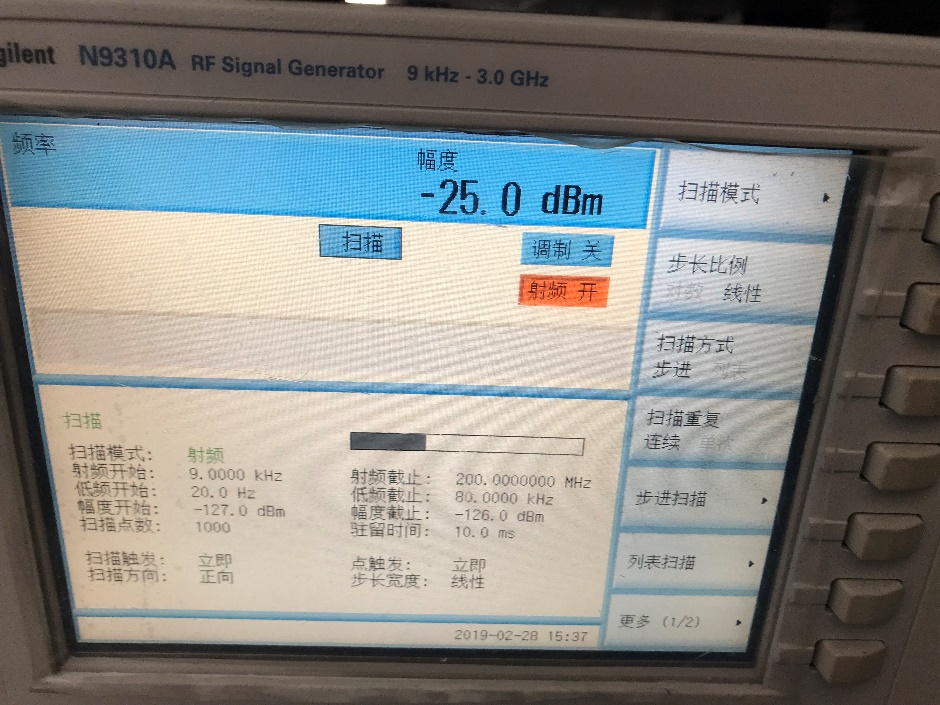 gilent N9310A RF Signal Generator 9 kHz - 3.0 GHz
频率
幅度
-25.0 dBm
扫描
调制 关
射频 开
扫描
扫描模式: 射频
射频开始: 9.0000 kHz 射频截止: 200.0000000 MHz
低频开始: 20.0 Hz 低频截止: 80.0000 kHz
幅度开始: -127.0 dBm 幅度截止: -126.0 dBm
扫描点数: 1000 驻留时间: 10.0 ms
扫描触发: 立即 点触发: 立即
扫描方向: 正向 步长宽度: 线性
2019-02-28 15:37
扫描模式
步长比例
对数 线性
扫描方式
步进 列表
扫描重复
连续 单次
步进扫描
列表扫描
更多 (1/2)